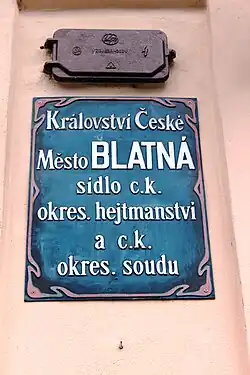 Království České
Město BLATNÁ
sídlo c.k.
okres. hejtmanství
a c.k.
okres. soudu